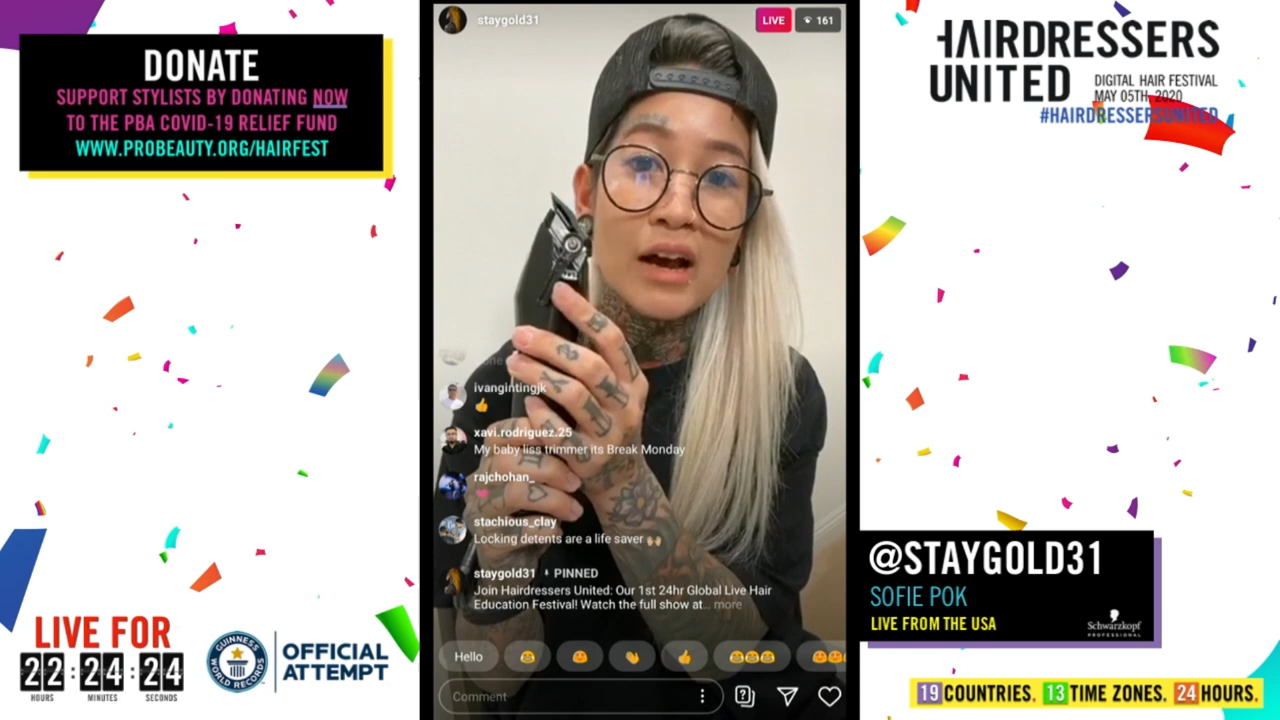 DONATE
SUPPORT STYLISTS BY DONATING NOW
TO THE PBA COVID-19 RELIEF FUND
WWW.PROBEAUTY.ORG/HAIRFEST
LIVE FOR
22:24:24
HOURS MINUTES SECONDS
GUINNESS WORLD RECORDS
OFFICIAL
ATTEMPT
staygold31
LIVE 161
ivangintingjk
👍
xavi.rodriguez.25
My baby liss trimmer its Break Monday
rajchohan_
❤️
stachious_clay
Locking detents are a life saver 🙌🏼
staygold31 PINNED
Join Hairdressers United: Our 1st 24hr Global Live Hair
Education Festival! Watch the full show at... more
Hello 😂 😍 👏 👍 😂😂😂 😍😍
Comment
HAIRDRESSERS
UNITED
DIGITAL HAIR FESTIVAL
MAY 05TH, 2020
#HAIRDRESSERSUNITED
@STAYGOLD31
SOFIE POK
LIVE FROM THE USA
Schwarzkopf
PROFESSIONAL
19 COUNTRIES. 13 TIME ZONES. 24 HOURS.